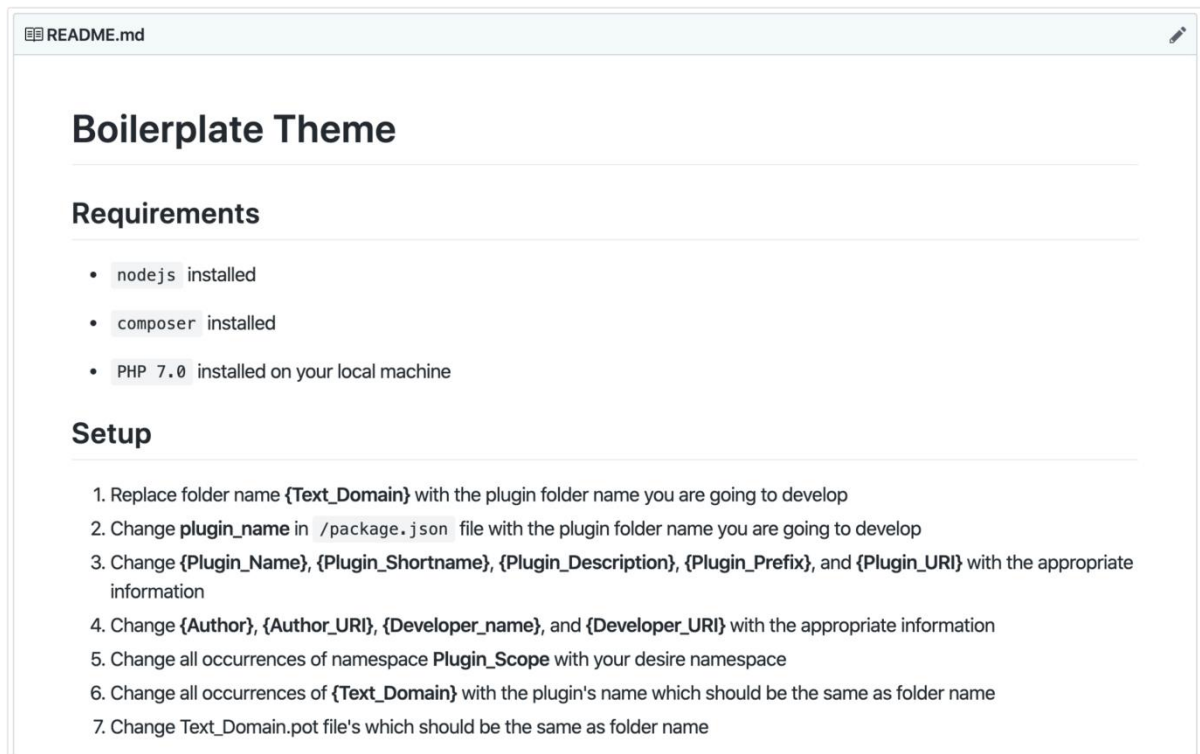 README.md
Boilerplate Theme
Requirements
• nodejs installed
• composer installed
• PHP 7.0 installed on your local machine
Setup
1. Replace folder name {Text_Domain} with the plugin folder name you are going to develop
2. Change plugin_name in /package.json file with the plugin folder name you are going to develop
3. Change {Plugin_Name}, {Plugin_Shortname}, {Plugin_Description}, {Plugin_Prefix}, and {Plugin_URI} with the appropriate
information
4. Change {Author}, {Author_URI}, {Developer_name}, and {Developer_URI} with the appropriate information
5. Change all occurrences of namespace Plugin_Scope with your desire namespace
6. Change all occurrences of {Text_Domain} with the plugin's name which should be the same as folder name
7. Change Text_Domain.pot file's which should be the same as folder name